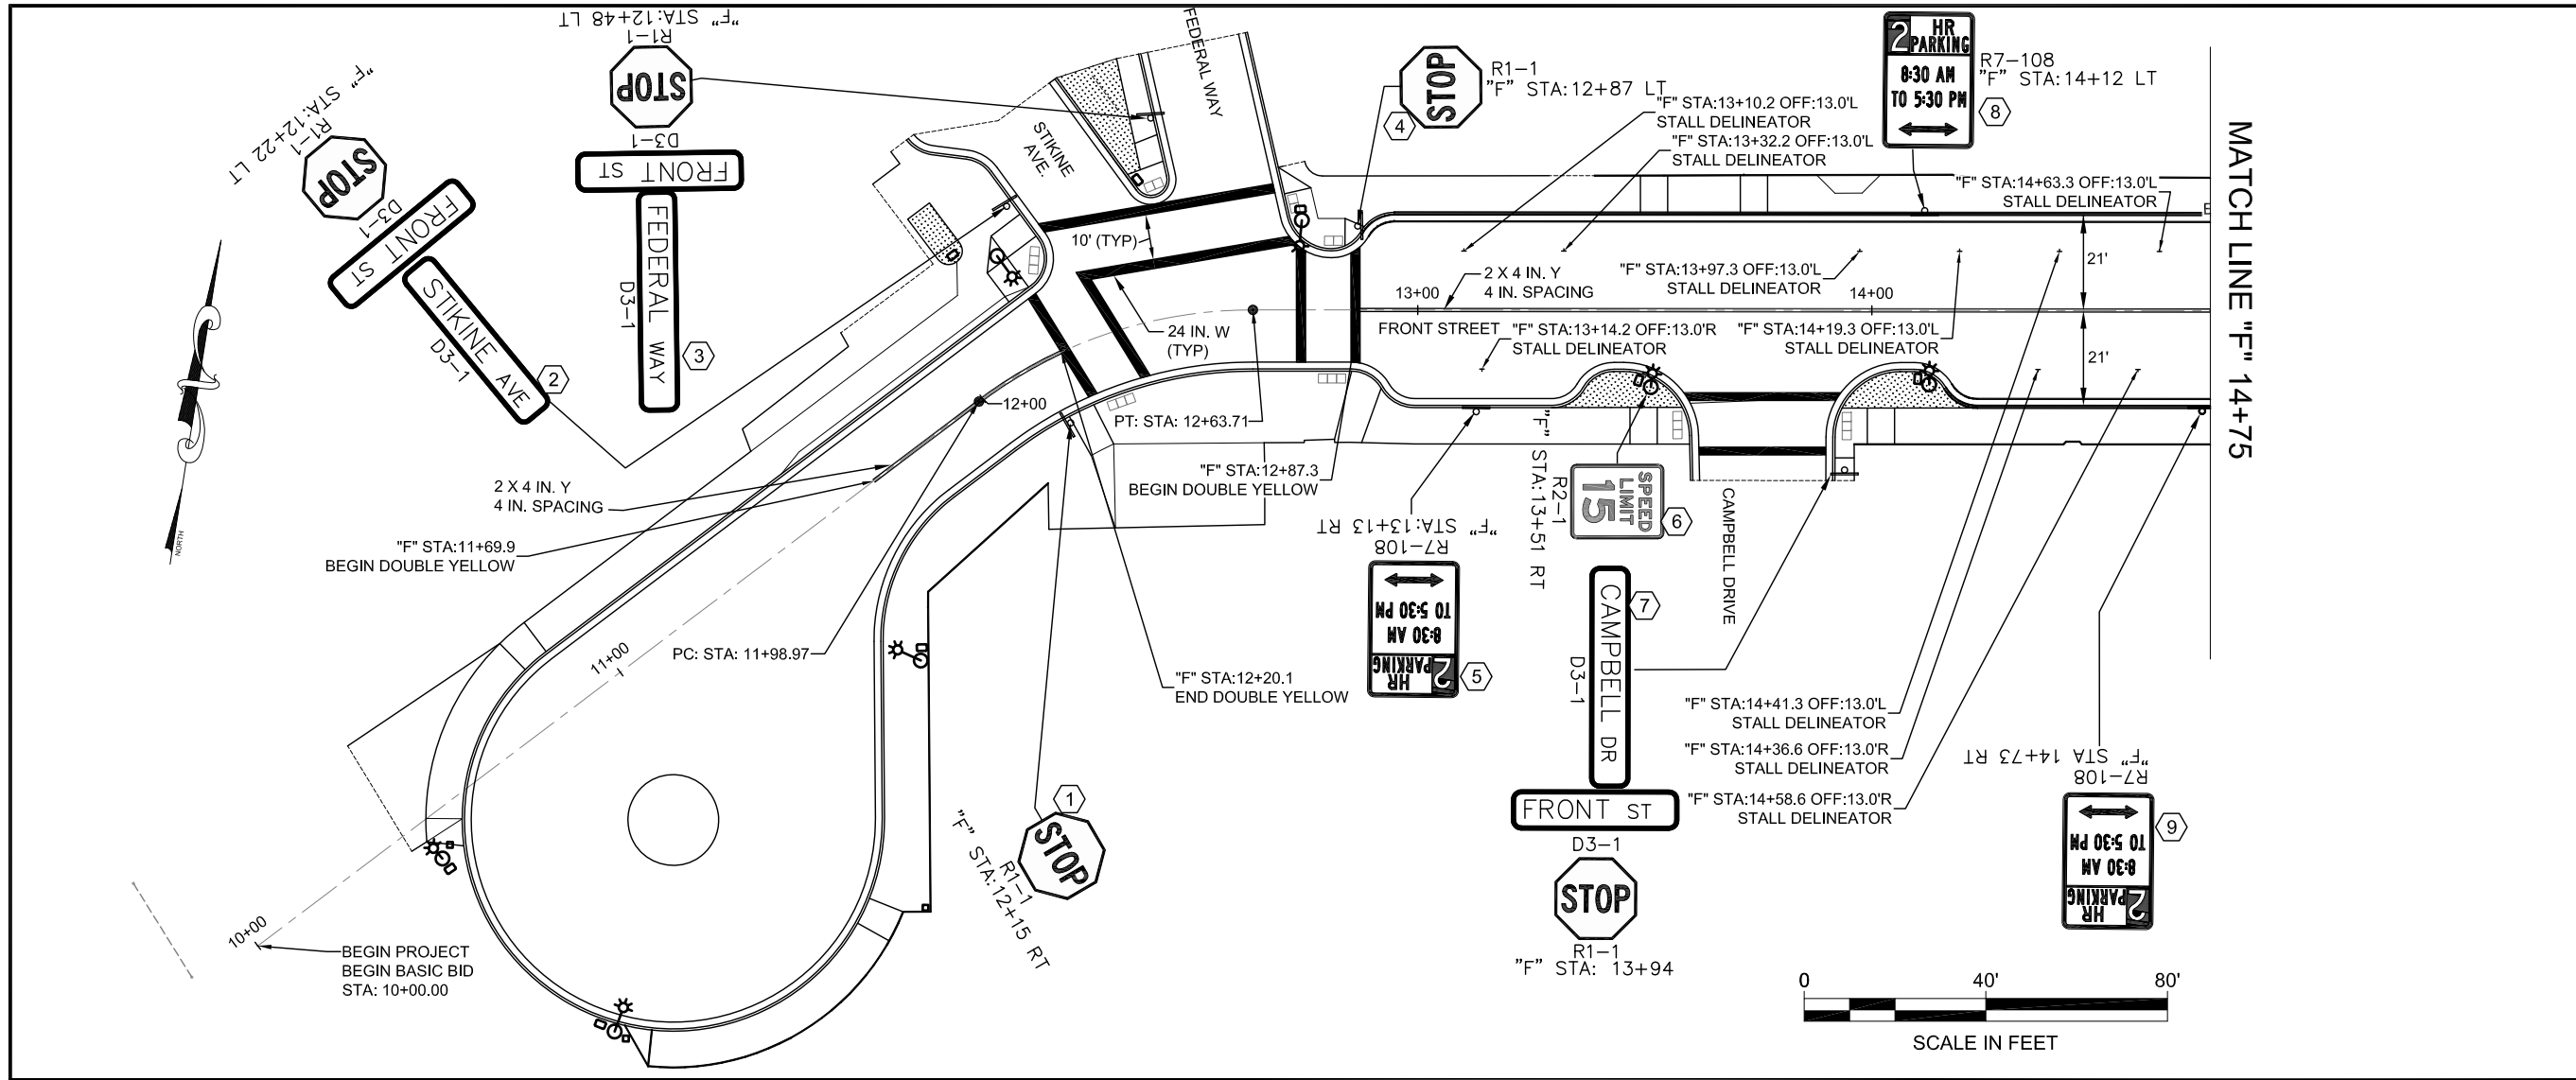 "F" STA:12+48 LT
R1-1
STOP
D3-1
FRONT ST
FEDERAL WAY
D3-1
3
"F" STA:12+22 LT
R1-1
STOP
D3-1
FRONT ST
STIKINE AVE
D3-1
2
FEDERAL WAY
STIKINE
AVE.
STOP
R1-1
"F" STA:12+87 LT
4
2 HR
PARKING
8:30 AM
TO 5:30 PM
R7-108
"F" STA:14+12 LT
8
"F" STA:13+10.2 OFF:13.0'L
STALL DELINEATOR
"F" STA:13+32.2 OFF:13.0'L
STALL DELINEATOR
"F" STA:14+63.3 OFF:13.0'L
STALL DELINEATOR
MATCH LINE "F" 14+75
10' (TYP)
2 X 4 IN. Y
4 IN. SPACING
"F" STA:13+97.3 OFF:13.0'L
STALL DELINEATOR
21'
13+00
14+00
24 IN. W
(TYP)
FRONT STREET
"F" STA:13+14.2 OFF:13.0'R
STALL DELINEATOR
"F" STA:14+19.3 OFF:13.0'L
STALL DELINEATOR
21'
12+00
PT: STA: 12+63.71
"F" STA:12+87.3
BEGIN DOUBLE YELLOW
2 X 4 IN. Y
4 IN. SPACING
"F" STA:11+69.9
BEGIN DOUBLE YELLOW
NORTH
"F" STA:13+13 RT
R7-108
2 HR
PARKING
8:30 AM
TO 5:30 PM
5
"F" STA:13+51 RT
R2-1
SPEED
LIMIT
15
6
CAMPBELL DRIVE
11+00
PC: STA: 11+98.97
"F" STA:12+20.1
END DOUBLE YELLOW
CAMPBELL DR
D3-1
7
FRONT ST
D3-1
STOP
R1-1
"F" STA: 13+94
"F" STA:14+41.3 OFF:13.0'L
STALL DELINEATOR
"F" STA:14+36.6 OFF:13.0'R
STALL DELINEATOR
"F" STA:14+58.6 OFF:13.0'R
STALL DELINEATOR
"F" STA 14+73 RT
R7-108
2 HR
PARKING
8:30 AM
TO 5:30 PM
9
1
STOP
R1-1
"F" STA:12+15 RT
10+00
BEGIN PROJECT
BEGIN BASIC BID
STA: 10+00.00
0 40' 80'
SCALE IN FEET